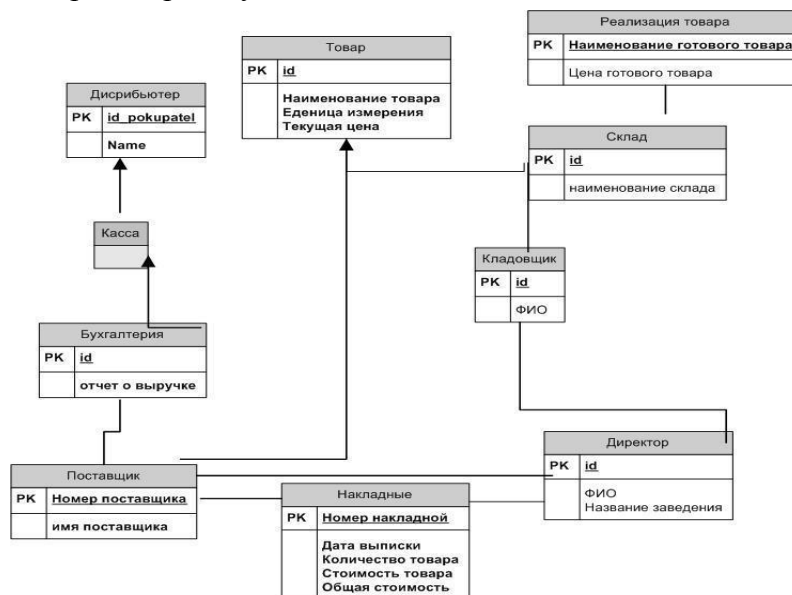 Реализация товара
PK Наименование готового товара
Цена готового товара
Товар
PK id
Наименование товара
Еденица измерения
Текущая цена
Дисрибьютер
PK id_pokupatel
Name
Склад
PK id
наименование склада
Касса
Кладовщик
PK id
ФИО
Бухгалтерия
PK id
отчет о выручке
Директор
PK id
ФИО
Название заведения
Поставщик
PK Номер поставщика
имя поставщика
Накладные
PK Номер накладной
Дата выписки
Количество товара
Стоимость товара
Общая стоимость